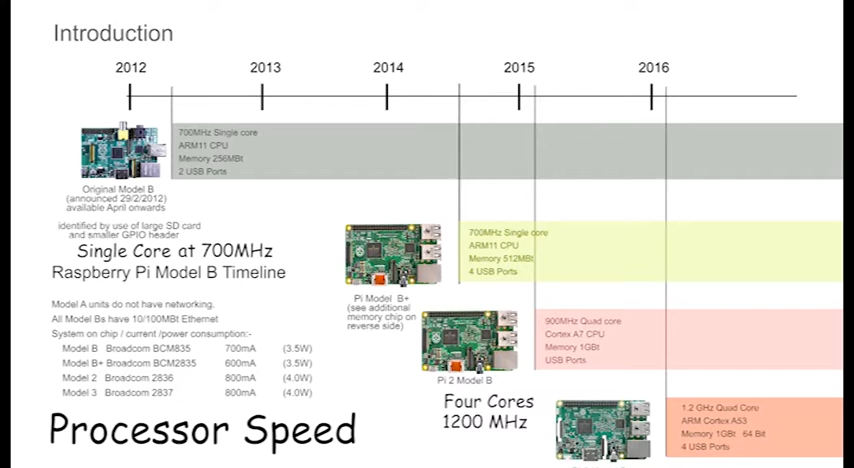 Introduction
2012 2013 2014 2015 2016
700MHz Single core
ARM11 CPU
Memory 256MBt
2 USB Ports
Original Model B
(announced 29/2/2012)
available April onwards
identified by use of large SD card
and smaller GPIO header
Single Core at 700MHz
Raspberry Pi Model B Timeline
700MHz Single core
ARM11 CPU
Memory 512MBt
4 USB Ports
Pi Model B+
(see additional
memory chip on
reverse side)
Model A units do not have networking.
All Model Bs have 10/100MBt Ethernet
System on chip / current /power consumption:-
Model B Broadcom BCM835 700mA (3.5W)
Model B+ Broadcom BCM2835 600mA (3.5W)
Model 2 Broadcom 2836 800mA (4.0W)
Model 3 Broadcom 2837 800mA (4.0W)
900MHz Quad core
Cortex A7 CPU
Memory 1GBt
USB Ports
Pi 2 Model B
Four Cores
1200 MHz
Processor Speed
1.2 GHz Quad Core
ARM Cortex A53
Memory 1GBt 64 Bit
4 USB Ports